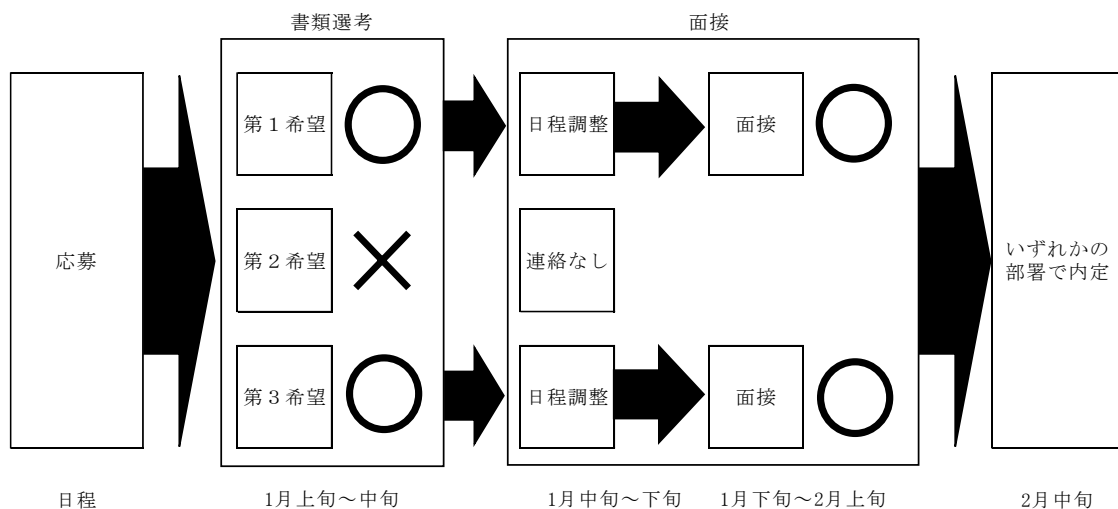 書類選考
面接
応募
第１希望
日程調整
面接
第２希望
連絡なし
いずれかの
部署で内定
第３希望
日程調整
面接
日程
1月上旬～中旬
1月中旬～下旬
1月下旬～2月上旬
2月中旬